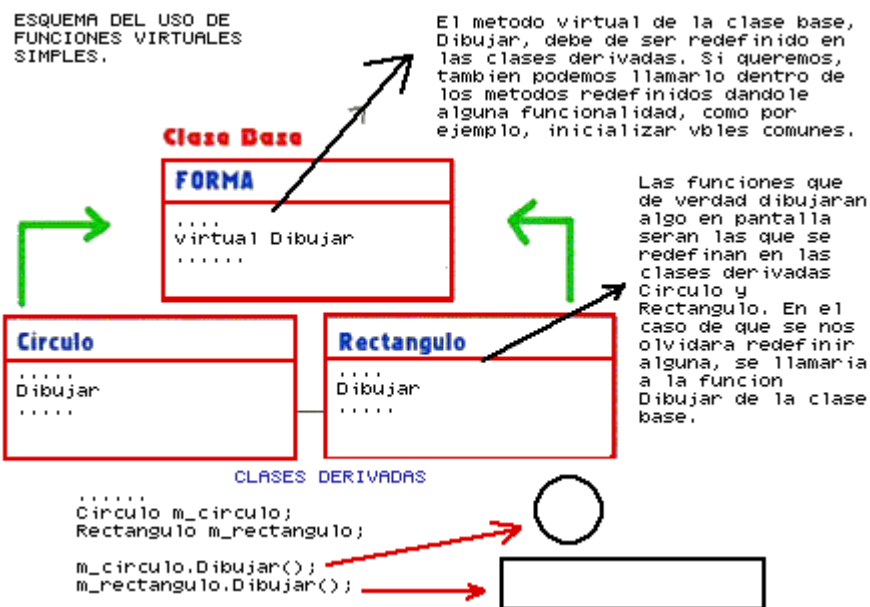 ESQUEMA DEL USO DE
FUNCIONES VIRTUALES
SIMPLES.
El metodo virtual de la clase base,
Dibujar, debe de ser redefinido en
las clases derivadas. Si queremos,
tambien podemos llamarlo dentro de
los metodos redefinidos dandole
alguna funcionalidad, como por
ejemplo, inicializar vbles comunes.
Clase Base
FORMA
....
virtual Dibujar
......
Las funciones que
de verdad dibujaran
algo en pantalla
seran las que se
redefinan en las
clases derivadas
Circulo y
Rectangulo. En el
caso de que se nos
olvidara redefinir
alguna, se llamaria
a la funcion
Dibujar de la clase
base.
Círculo
.....
Dibujar
.....
Rectangulo
....
Dibujar
.....
CLASES DERIVADAS
......
Circulo m_circulo;
Rectangulo m_rectangulo;
m_circulo.Dibujar();
m_rectangulo.Dibujar();